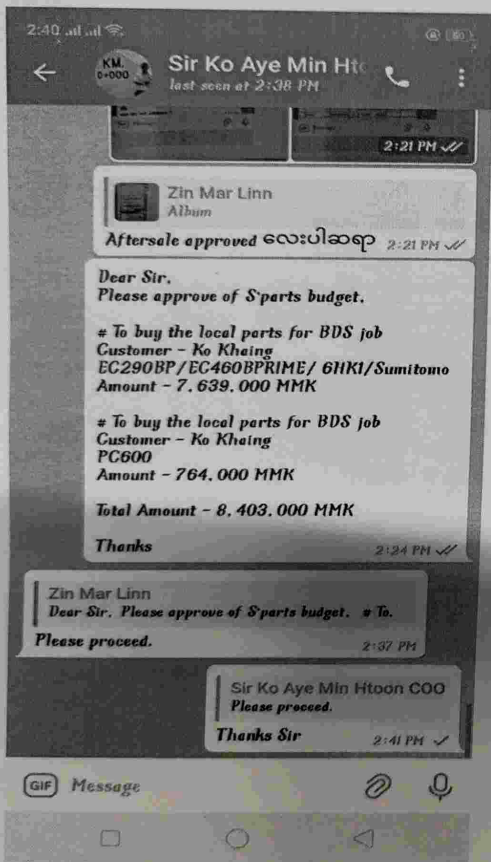 2:40
KM.
0+000
Sir Ko Aye Min Hto
last seen at 2:38 PM
2:21 PM
Zin Mar Linn
Album
Aftersale approved လေးပါဆရာ 2:21 PM
Dear Sir,
Please approve of S'parts budget.
# To buy the local parts for BDS job
Customer - Ko Khaing
EC290BP/EC460BPRIME/ 6HK1/Sumitomo
Amount - 7,639,000 MMK
# To buy the local parts for BDS job
Customer - Ko Khaing
PC600
Amount - 764,000 MMK
Total Amount - 8,403,000 MMK
Thanks 2:24 PM
Zin Mar Linn
Dear Sir, Please approve of S'parts budget. # To.
Please proceed. 2:37 PM
Sir Ko Aye Min Htoon COO
Please proceed.
Thanks Sir 2:41 PM
GIF Message